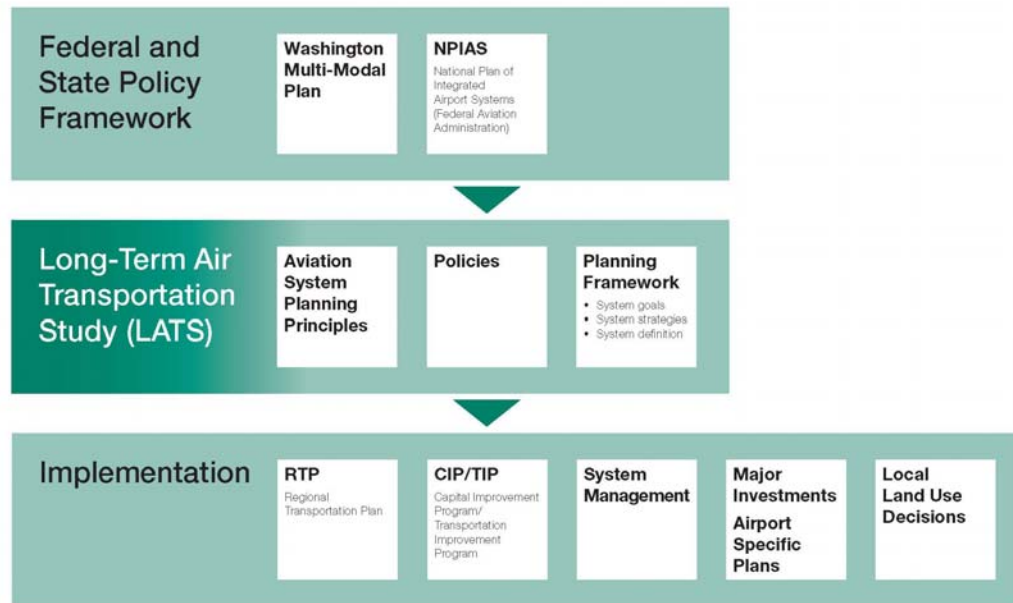 Federal and
State Policy
Framework
Washington
Multi-Modal
Plan
NPIAS
National Plan of
Integrated
Airport Systems
(Federal Aviation
Administration)
Long-Term Air
Transportation
Study (LATS)
Aviation
System
Planning
Principles
Policies
Planning
Framework
• System goals
• System strategies
• System definition
Implementation
RTP
Regional
Transportation Plan
CIP/TIP
Capital Improvement
Program/
Transportation
Improvement
Program
System
Management
Major
Investments
Airport
Specific
Plans
Local
Land Use
Decisions